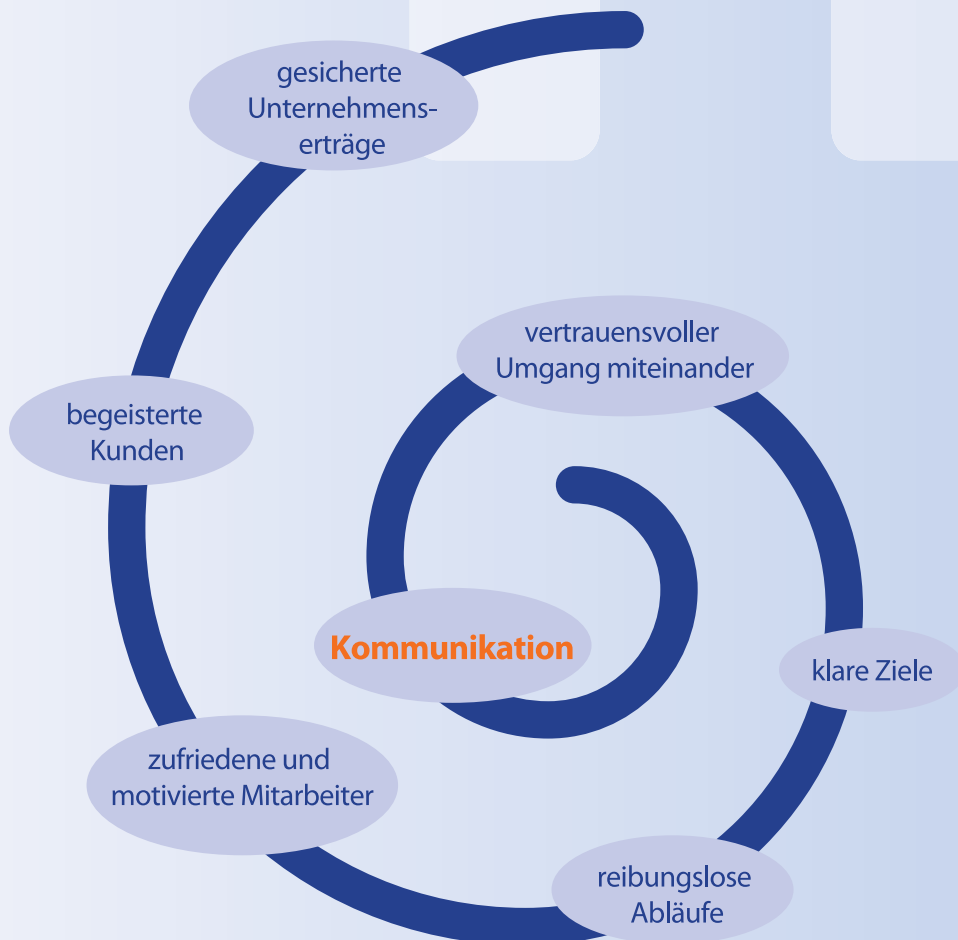 gesicherte
Unternehmens-
erträge
vertrauensvoller
Umgang miteinander
begeisterte
Kunden
Kommunikation
klare Ziele
zufriedene und
motivierte Mitarbeiter
reibungslose
Abläufe